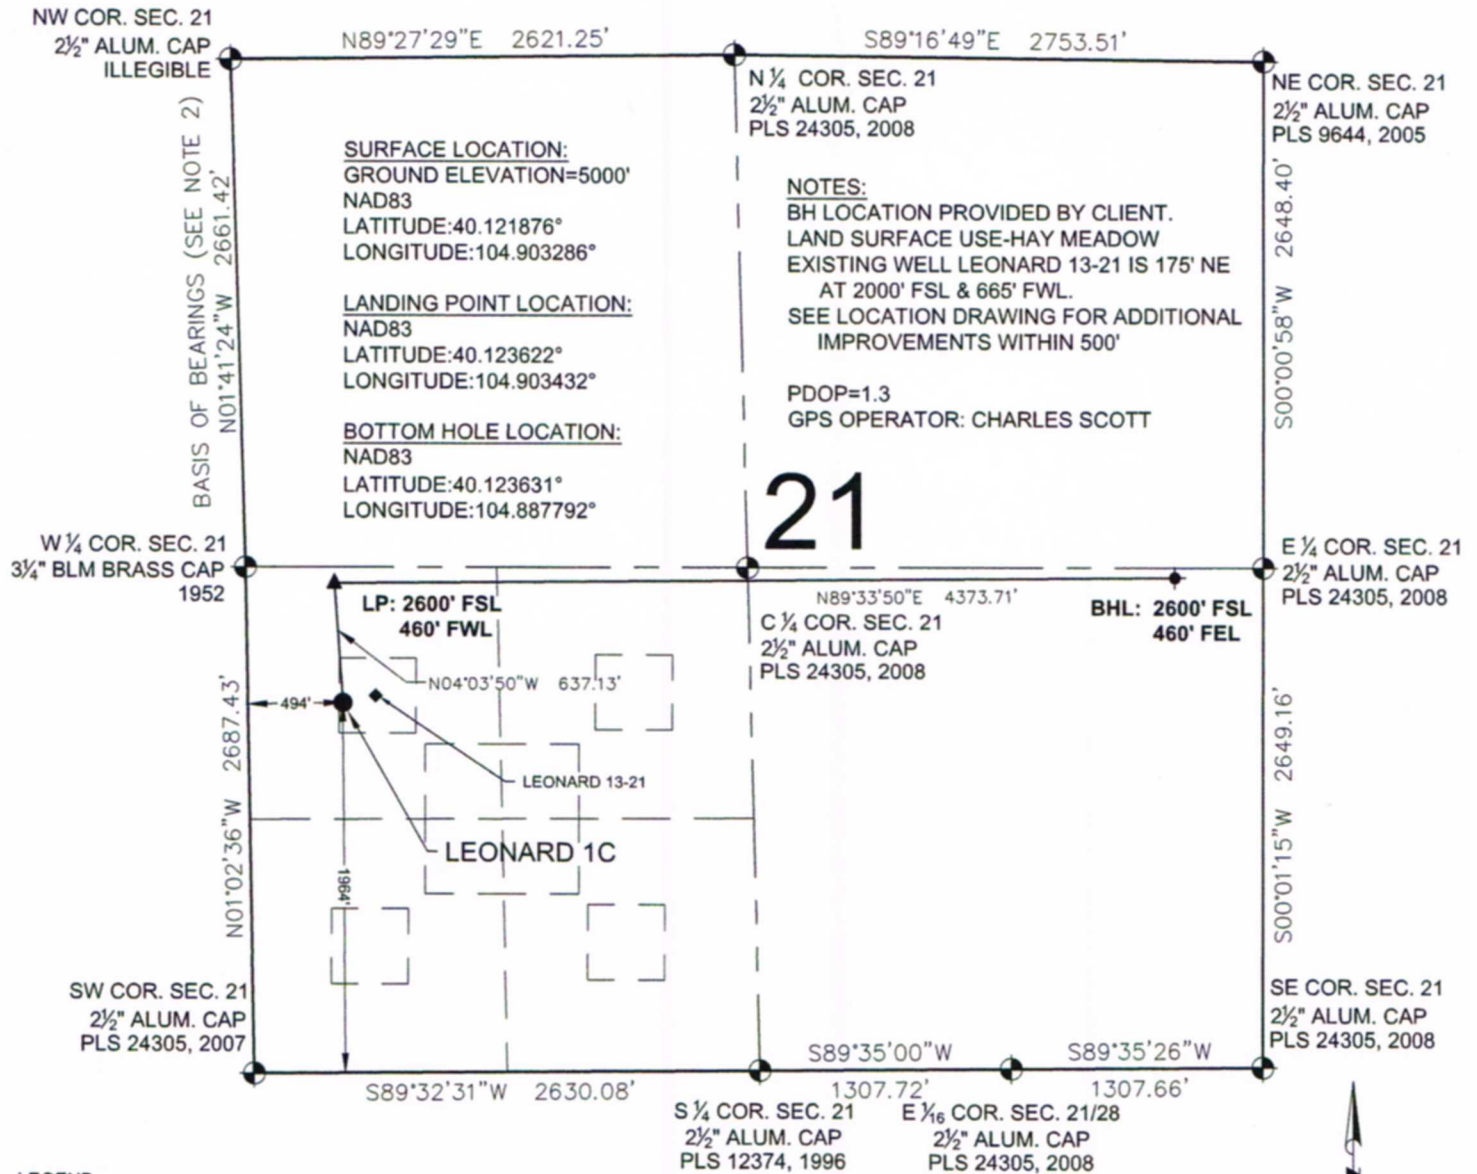 NW COR. SEC. 21
2½" ALUM. CAP
ILLEGIBLE
N89°27'29"E 2621.25'
S89°16'49"E 2753.51'
N ¼ COR. SEC. 21
2½" ALUM. CAP
PLS 24305, 2008
NE COR. SEC. 21
2½" ALUM. CAP
PLS 9644, 2005
BASIS OF BEARINGS (SEE NOTE 2)
N01°41'24"W 2661.42'
SURFACE LOCATION:
GROUND ELEVATION=5000'
NAD83
LATITUDE:40.121876°
LONGITUDE:104.903286°
LANDING POINT LOCATION:
NAD83
LATITUDE:40.123622°
LONGITUDE:104.903432°
BOTTOM HOLE LOCATION:
NAD83
LATITUDE:40.123631°
LONGITUDE:104.887792°
NOTES:
BH LOCATION PROVIDED BY CLIENT.
LAND SURFACE USE-HAY MEADOW
EXISTING WELL LEONARD 13-21 IS 175' NE
AT 2000' FSL & 665' FWL.
SEE LOCATION DRAWING FOR ADDITIONAL
IMPROVEMENTS WITHIN 500'
PDOP=1.3
GPS OPERATOR: CHARLES SCOTT
S00°00'58"W 2648.40'
21
W ¼ COR. SEC. 21
3¼" BLM BRASS CAP
1952
E ¼ COR. SEC. 21
2½" ALUM. CAP
PLS 24305, 2008
LP: 2600' FSL
460' FWL
N89°33'50"E 4373.71'
BHL: 2600' FSL
460' FEL
C ¼ COR. SEC. 21
2½" ALUM. CAP
PLS 24305, 2008
N04°03'50"W 637.13'
494'
LEONARD 13-21
LEONARD 1C
1964'
N01°02'36"W 2687.43'
S00°01'15"W 2649.16'
SW COR. SEC. 21
2½" ALUM. CAP
PLS 24305, 2007
SE COR. SEC. 21
2½" ALUM. CAP
PLS 24305, 2008
S89°32'31"W 2630.08'
S89°35'00"W
1307.72'
S89°35'26"W
1307.66'
S ¼ COR. SEC. 21
2½" ALUM. CAP
PLS 12374, 1996
E 1⁄16 COR. SEC. 21/28
2½" ALUM. CAP
PLS 24305, 2008